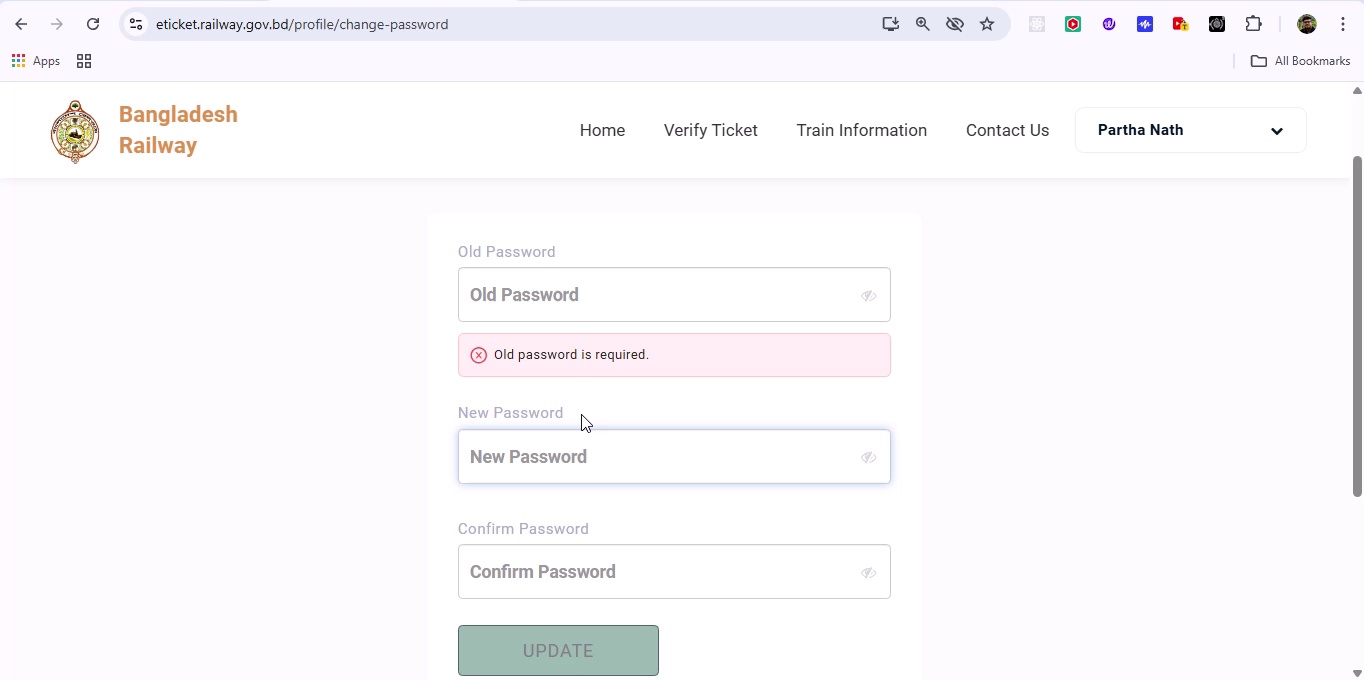 eticket.railway.gov.bd/profile/change-password
Apps
All Bookmarks
Bangladesh
Railway
Home
Verify Ticket
Train Information
Contact Us
Partha Nath
Old Password
Old Password
Old password is required.
New Password
New Password
Confirm Password
Confirm Password
UPDATE